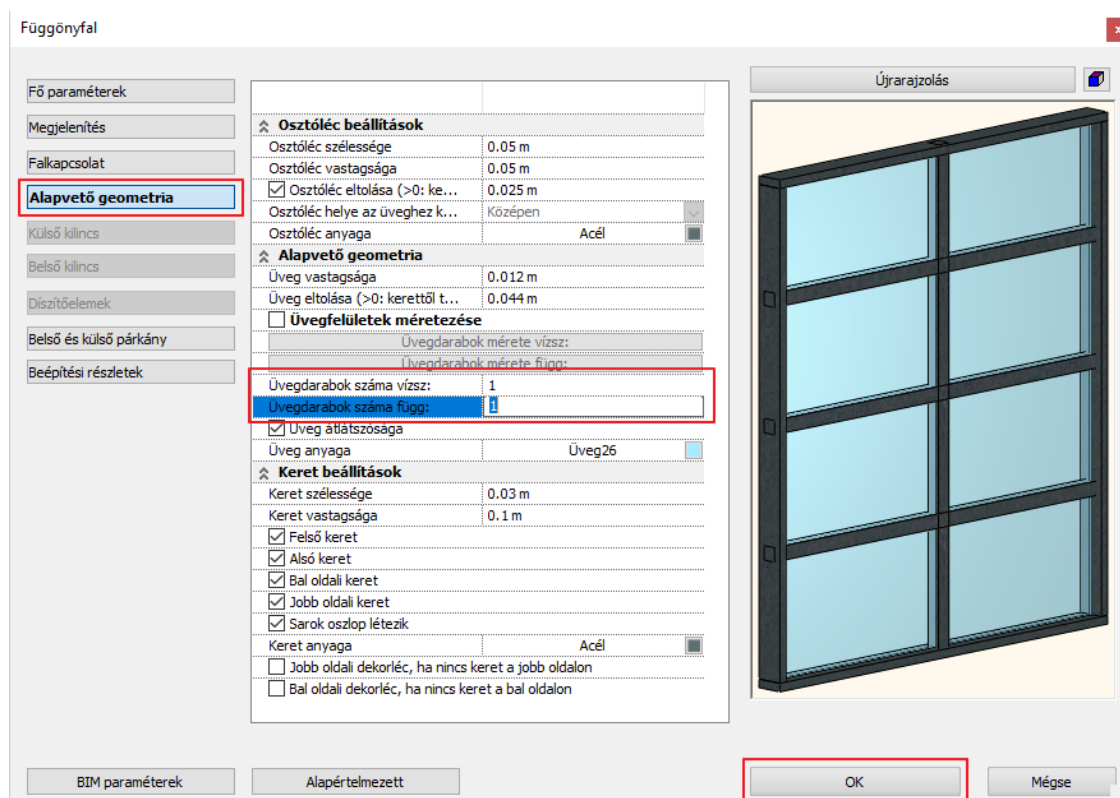 Függönyfal
x
Fő paraméterek
Megjelenítés
Falkapcsolat
Alapvető geometria
Külső kilincs
Belső kilincs
Díszítőelemek
Belső és külső párkány
Beépítési részletek
Osztóléc beállítások
Osztóléc szélessége 0.05 m
Osztóléc vastagsága 0.05 m
Osztóléc eltolása (>0: ke... 0.025 m
Osztóléc helye az üveghez k... Középen
Osztóléc anyaga Acél
Alapvető geometria
Üveg vastagsága 0.012 m
Üveg eltolása (>0: kerettől t... 0.044 m
Üvegfelületek méretezése
Üvegdarabok mérete vízsz:
Üvegdarabok mérete függ:
Üvegdarabok száma vízsz: 1
Üvegdarabok száma függ: 1
Üveg átlátszósága
Üveg anyaga Üveg26
Keret beállítások
Keret szélessége 0.03 m
Keret vastagsága 0.1 m
Felső keret
Alsó keret
Bal oldali keret
Jobb oldali keret
Sarok oszlop létezik
Keret anyaga Acél
Jobb oldali dekorléc, ha nincs keret a jobb oldalon
Bal oldali dekorléc, ha nincs keret a bal oldalon
Újrarajzolás
BIM paraméterek
Alapértelmezett
OK
Mégse